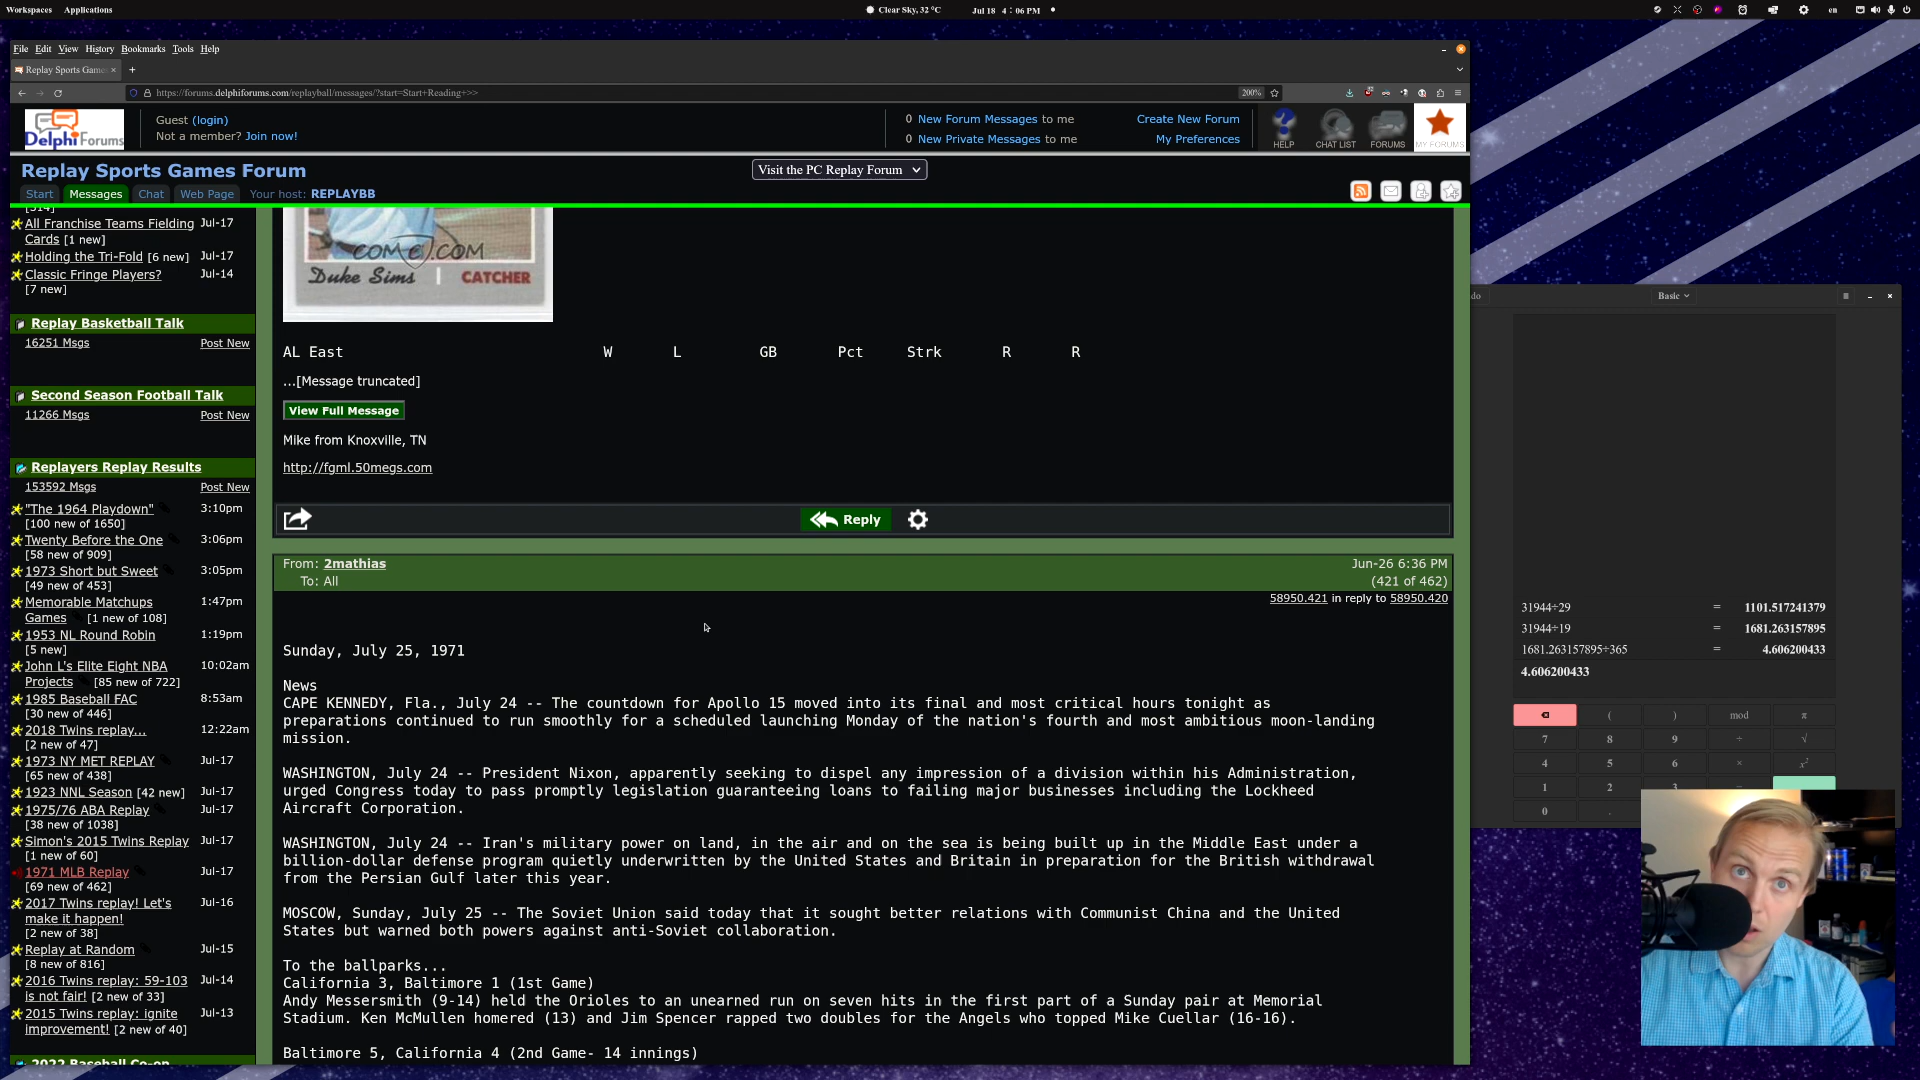 Workspaces Applications Clear Sky, 32 °C Jul 18 4:06 PM en
File Edit View History Bookmarks Tools Help
Replay Sports Game
https://forums.delphiforums.com/replayball/messages/?start=Start+Reading+>> 200%
Delphi Forums
Guest (login)
Not a member? Join now!
0 New Forum Messages to me
0 New Private Messages to me
Create New Forum
My Preferences
HELP CHAT LIST FORUMS MY FORUMS
Replay Sports Games Forum
Visit the PC Replay Forum
Start Messages Chat Web Page Your host: REPLAYBB
[314]
All Franchise Teams Fielding Jul-17
Cards [1 new]
Holding the Tri-Fold [6 new] Jul-17
Classic Fringe Players? Jul-14
[7 new]
Replay Basketball Talk
16251 Msgs Post New
Second Season Football Talk
11266 Msgs Post New
Replayers Replay Results
153592 Msgs Post New
"The 1964 Playdown" 3:10pm
[100 new of 1650]
Twenty Before the One 3:06pm
[58 new of 909]
1973 Short but Sweet 3:05pm
[49 new of 453]
Memorable Matchups 1:47pm
Games [1 new of 108]
1953 NL Round Robin 1:19pm
[5 new]
John L's Elite Eight NBA 10:02am
Projects [85 new of 722]
1985 Baseball FAC 8:53am
[30 new of 446]
2018 Twins replay... 12:22am
[2 new of 47]
1973 NY MET REPLAY Jul-17
[65 new of 438]
1923 NNL Season [42 new] Jul-17
1975/76 ABA Replay Jul-17
[38 new of 1038]
Simon's 2015 Twins Replay Jul-17
[1 new of 60]
1971 MLB Replay Jul-17
[69 new of 462]
2017 Twins replay! Let's Jul-16
make it happen!
[2 new of 38]
Replay at Random Jul-15
[8 new of 816]
2016 Twins replay: 59-103 Jul-14
is not fair! [2 new of 33]
2015 Twins replay: ignite Jul-13
improvement! [2 new of 40]
2022 Baseball Co-op
COMC.COM
Duke Sims | CATCHER
AL East W L GB Pct Strk R R
...[Message truncated]
View Full Message
Mike from Knoxville, TN
http://fgml.50megs.com
Reply
From: 2mathias Jun-26 6:36 PM
To: All (421 of 462)
58950.421 in reply to 58950.420
Sunday, July 25, 1971
News
CAPE KENNEDY, Fla., July 24 -- The countdown for Apollo 15 moved into its final and most critical hours tonight as
preparations continued to run smoothly for a scheduled launching Monday of the nation's fourth and most ambitious moon-landing
mission.
WASHINGTON, July 24 -- President Nixon, apparently seeking to dispel any impression of a division within his Administration,
urged Congress today to pass promptly legislation guaranteeing loans to failing major businesses including the Lockheed
Aircraft Corporation.
WASHINGTON, July 24 -- Iran's military power on land, in the air and on the sea is being built up in the Middle East under a
billion-dollar defense program quietly underwritten by the United States and Britain in preparation for the British withdrawal
from the Persian Gulf later this year.
MOSCOW, Sunday, July 25 -- The Soviet Union said today that it sought better relations with Communist China and the United
States but warned both powers against anti-Soviet collaboration.
To the ballparks...
California 3, Baltimore 1 (1st Game)
Andy Messersmith (9-14) held the Orioles to an unearned run on seven hits in the first part of a Sunday pair at Memorial
Stadium. Ken McMullen homered (13) and Jim Spencer rapped two doubles for the Angels who topped Mike Cuellar (16-16).
Baltimore 5, California 4 (2nd Game- 14 innings)
do Basic
31944÷29 = 1101.517241379
31944÷19 = 1681.263157895
1681.263157895÷365 = 4.606200433
4.606200433
( ) mod π
7 8 9 ÷ √
4 5 6 × x²
1 2 3 −
0 .